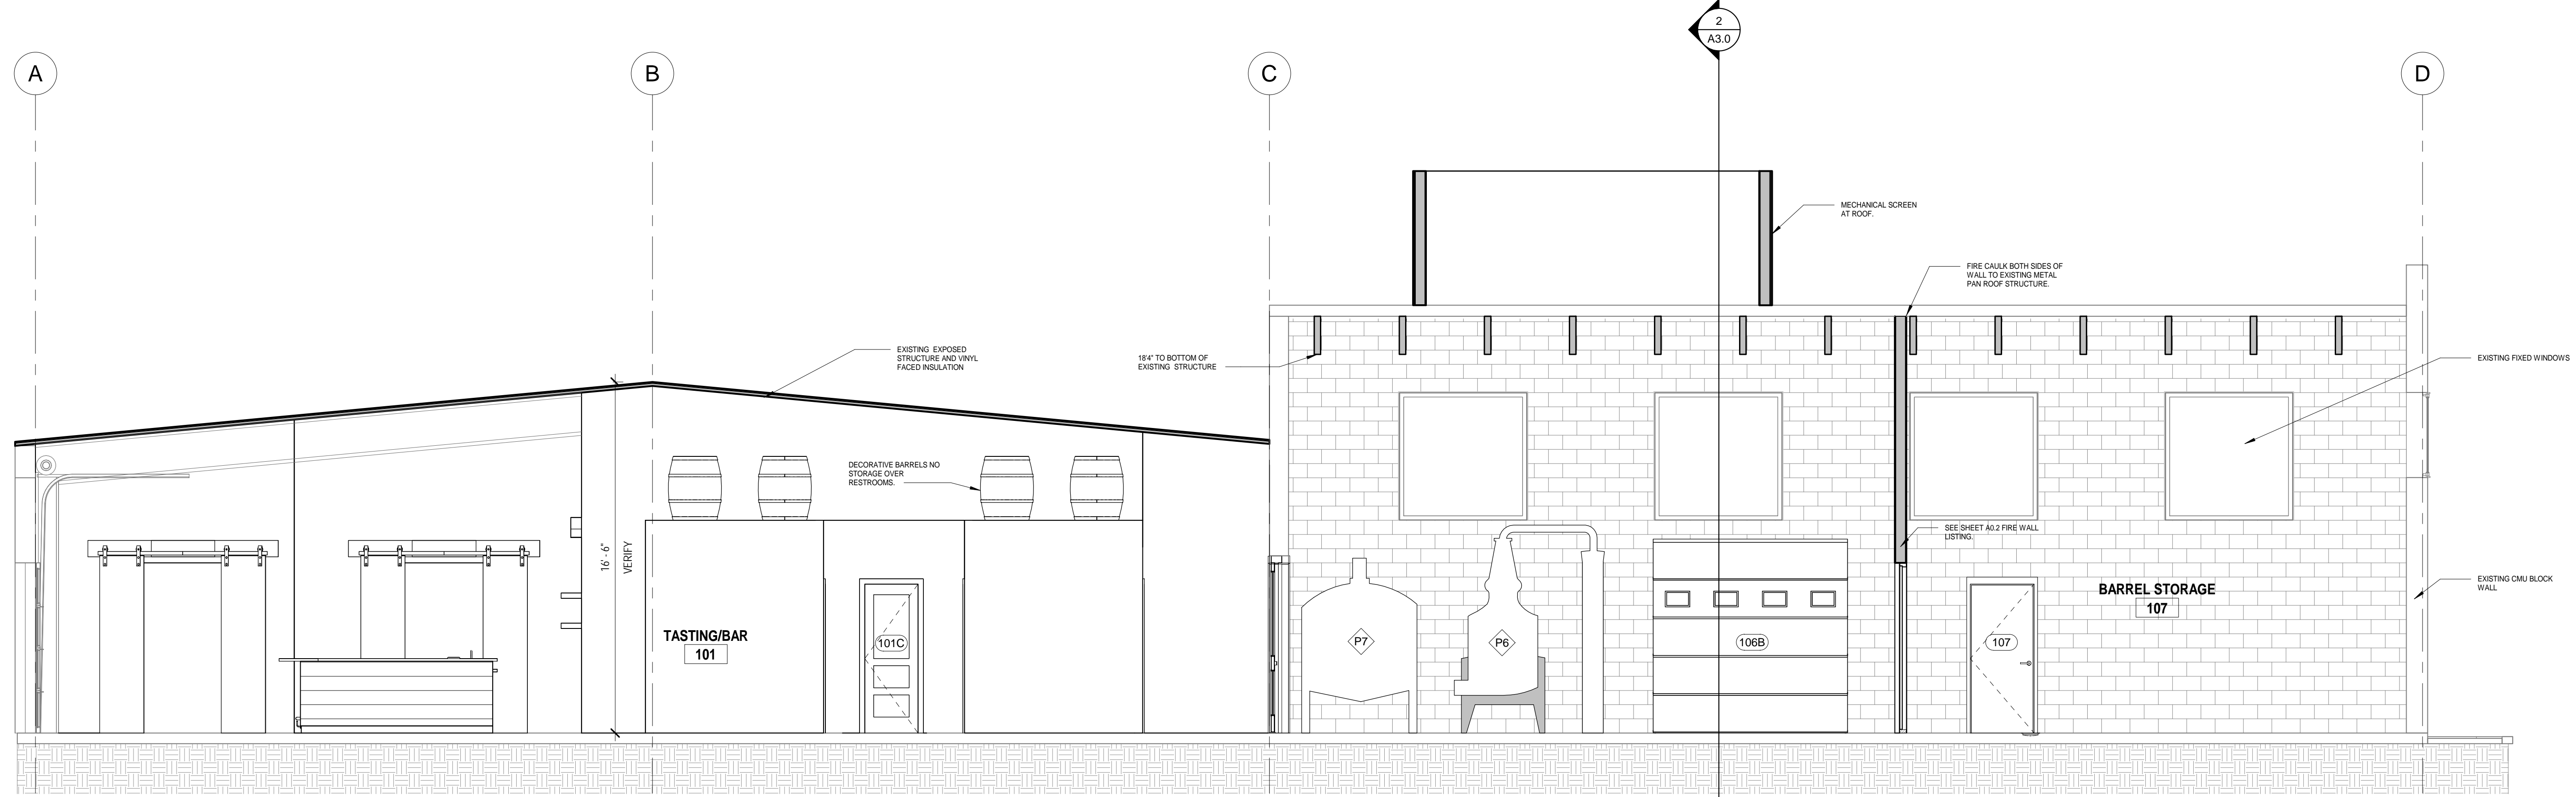 2
A3.0
A
B
C
D
MECHANICAL SCREEN
AT ROOF.
FIRE CAULK BOTH SIDES OF
WALL TO EXISTING METAL
PAN ROOF STRUCTURE.
EXISTING  EXPOSED
STRUCTURE AND VINYL
FACED INSULATION
18'4" TO BOTTOM OF
EXISTING  STRUCTURE
EXISTING FIXED WINDOWS
DECORATIVE BARRELS NO
STORAGE OVER
RESTROOMS.
16' - 6"
VERIFY
SEE SHEET A0.2 FIRE WALL
LISTING.
EXISTING CMU BLOCK
WALL
BARREL STORAGE
107
TASTING/BAR
101
101C
P7
P6
106B
107